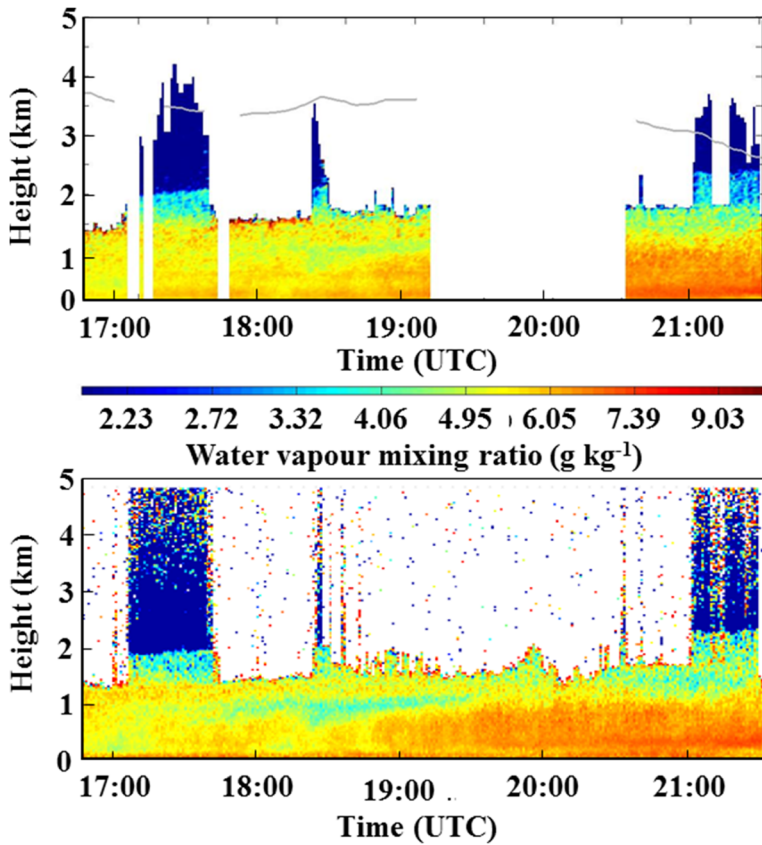 5
4
3
2
1
0
Height (km)
17:00 18:00 19:00 20:00 21:00
Time (UTC)
2.23 2.72 3.32 4.06 4.95 6.05 7.39 9.03
Water vapour mixing ratio (g kg⁻¹)
5
4
3
2
1
0
Height (km)
17:00 18:00 19:00 20:00 21:00
Time (UTC)